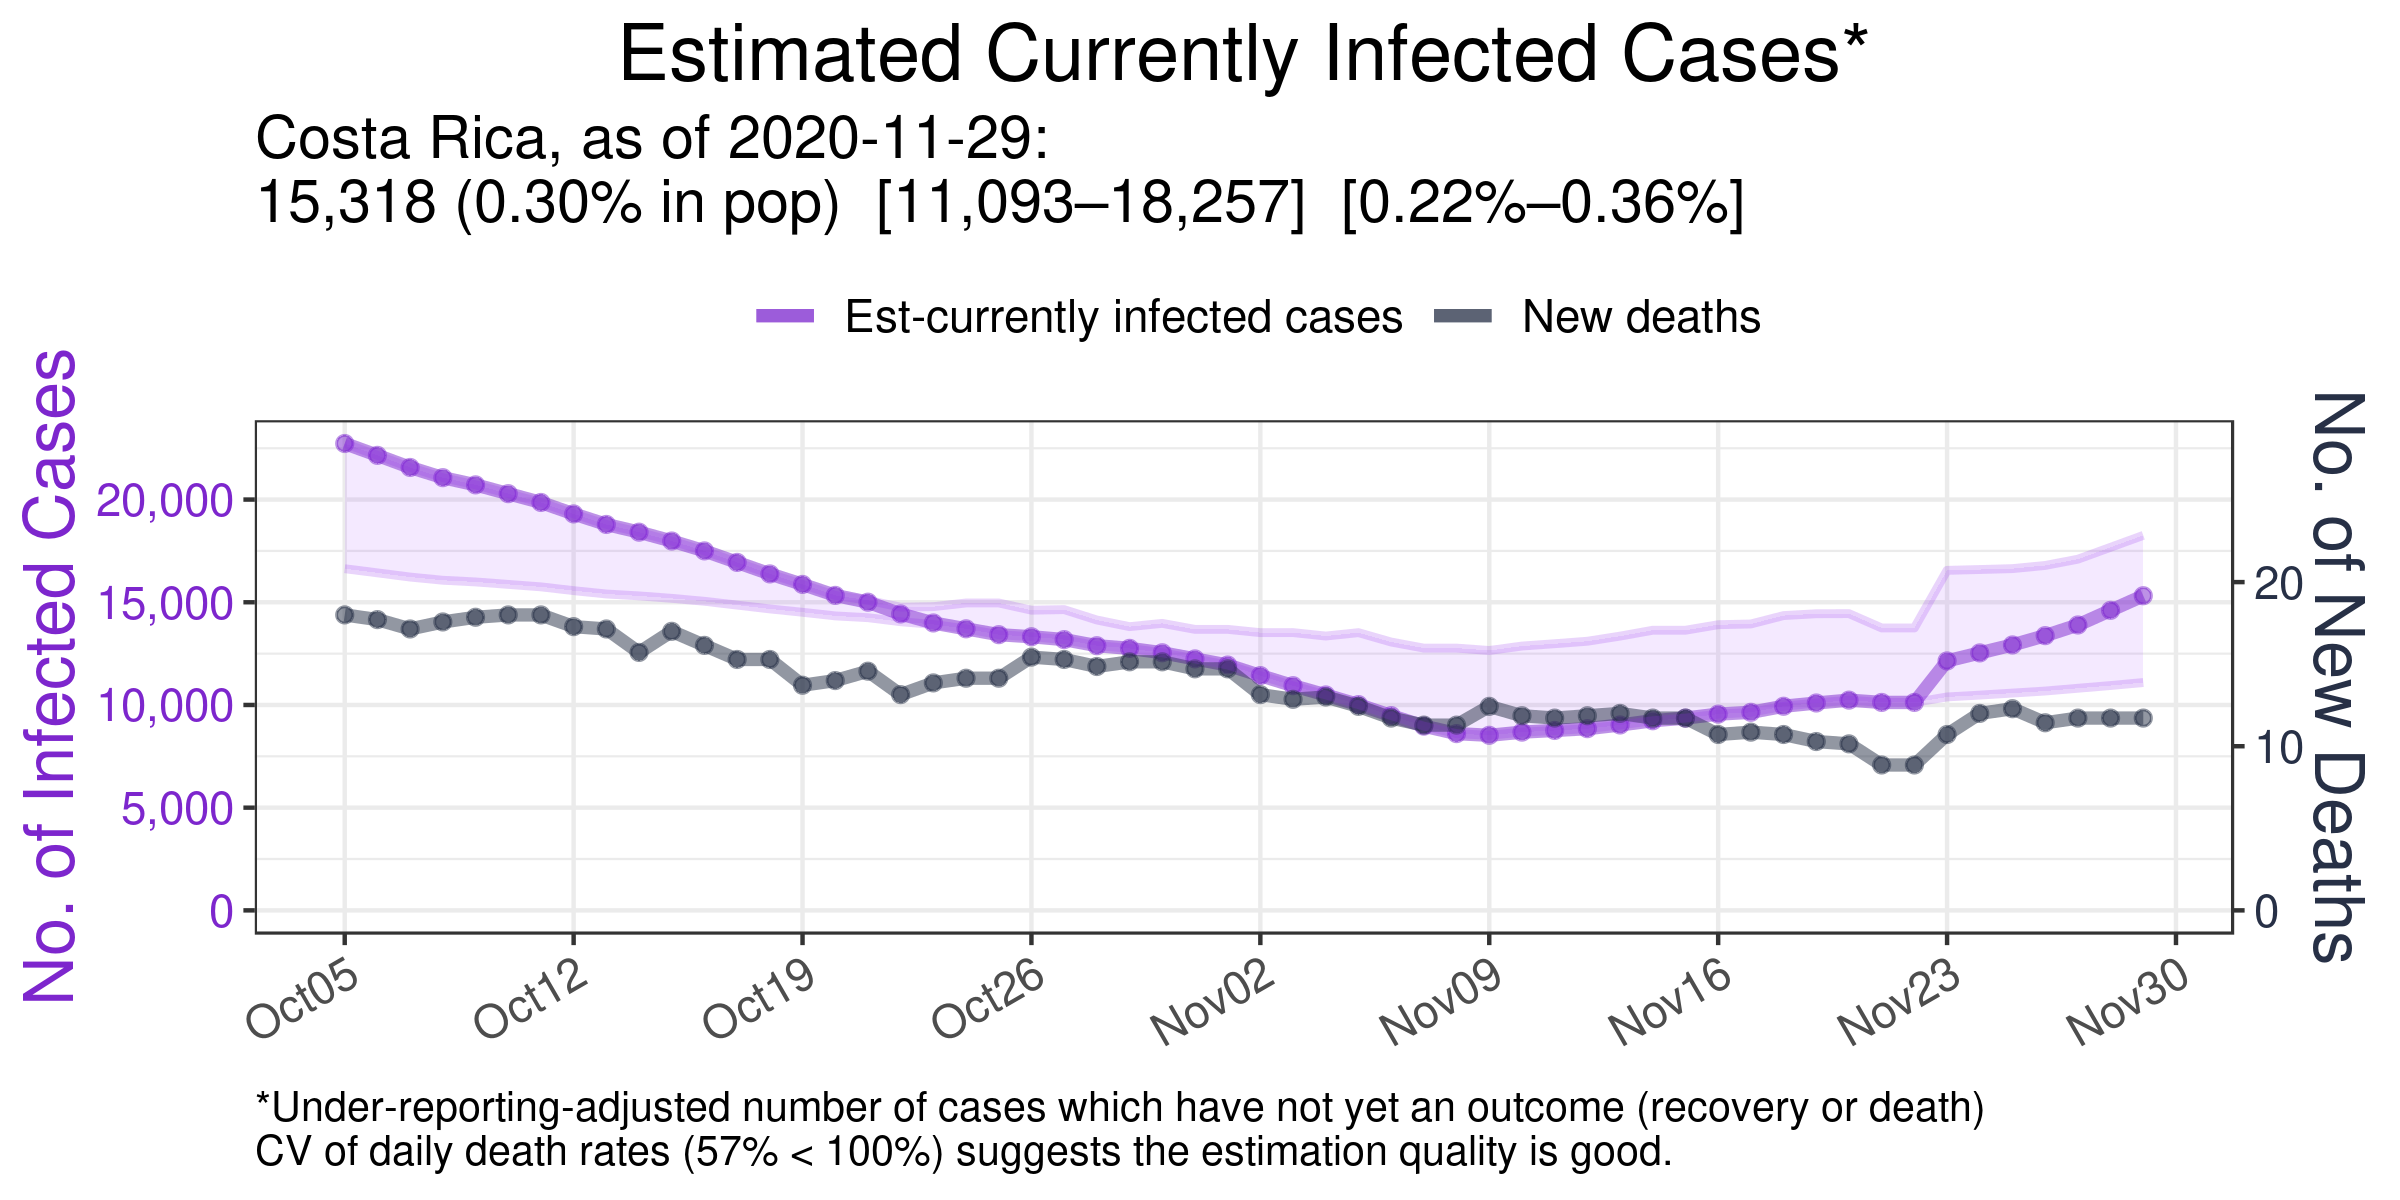 Estimated Currently Infected Cases*
Costa Rica, as of 2020-11-29:
15,318 (0.30% in pop)  [11,093–18,257]  [0.22%–0.36%]
Est-currently infected cases
New deaths
No. of Infected Cases
20,000
15,000
10,000
5,000
0
20
10
0
No. of New Deaths
Oct05
Oct12
Oct19
Oct26
Nov02
Nov09
Nov16
Nov23
Nov30
*Under-reporting-adjusted number of cases which have not yet an outcome (recovery or death)
CV of daily death rates (57% < 100%) suggests the estimation quality is good.